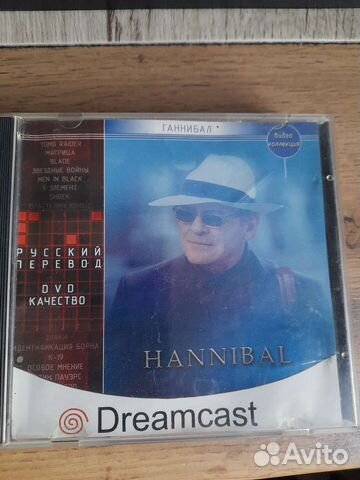 ГАННИБАЛ
Видео
коллекция
TOMB RAIDER
МАТРИЦА
BLADE
ЗВЕЗДНЫЕ ВОЙНЫ
MEN IN BLACK
5 ЭЛЕМЕНТ
SHREK
РУССКИЙ
ПЕРЕВОД
DVD
КАЧЕСТВО
ИДЕНТИФИКАЦИЯ БОРНА
К-19
ОСОБОЕ МНЕНИЕ
ПАУЭРС
HANNIBAL
Dreamcast
Avito